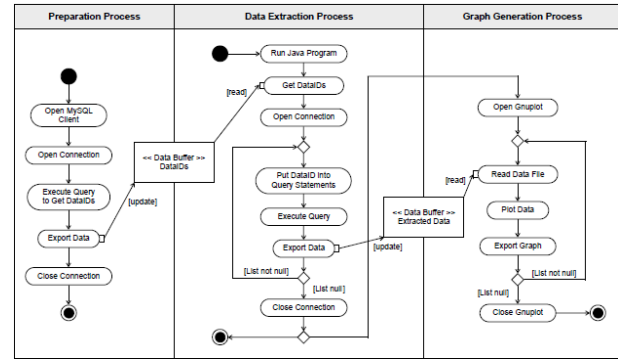 Preparation Process
Data Extraction Process
Graph Generation Process
Open MySQL
Client
Open Connection
Execute Query
to Get DataIDs
Export Data
Close Connection
<< Data Buffer >>
DataIDs
[update]
[read]
Run Java Program
Get DataIDs
Open Connection
Put DataID into
Query Statements
Execute Query
Export Data
[List not null]
[List null]
Close Connection
[update]
<< Data Buffer >>
Extracted Data
[read]
Open Gnuplot
Read Data File
Plot Data
Export Graph
[List not null]
[List null]
Close Gnuplot